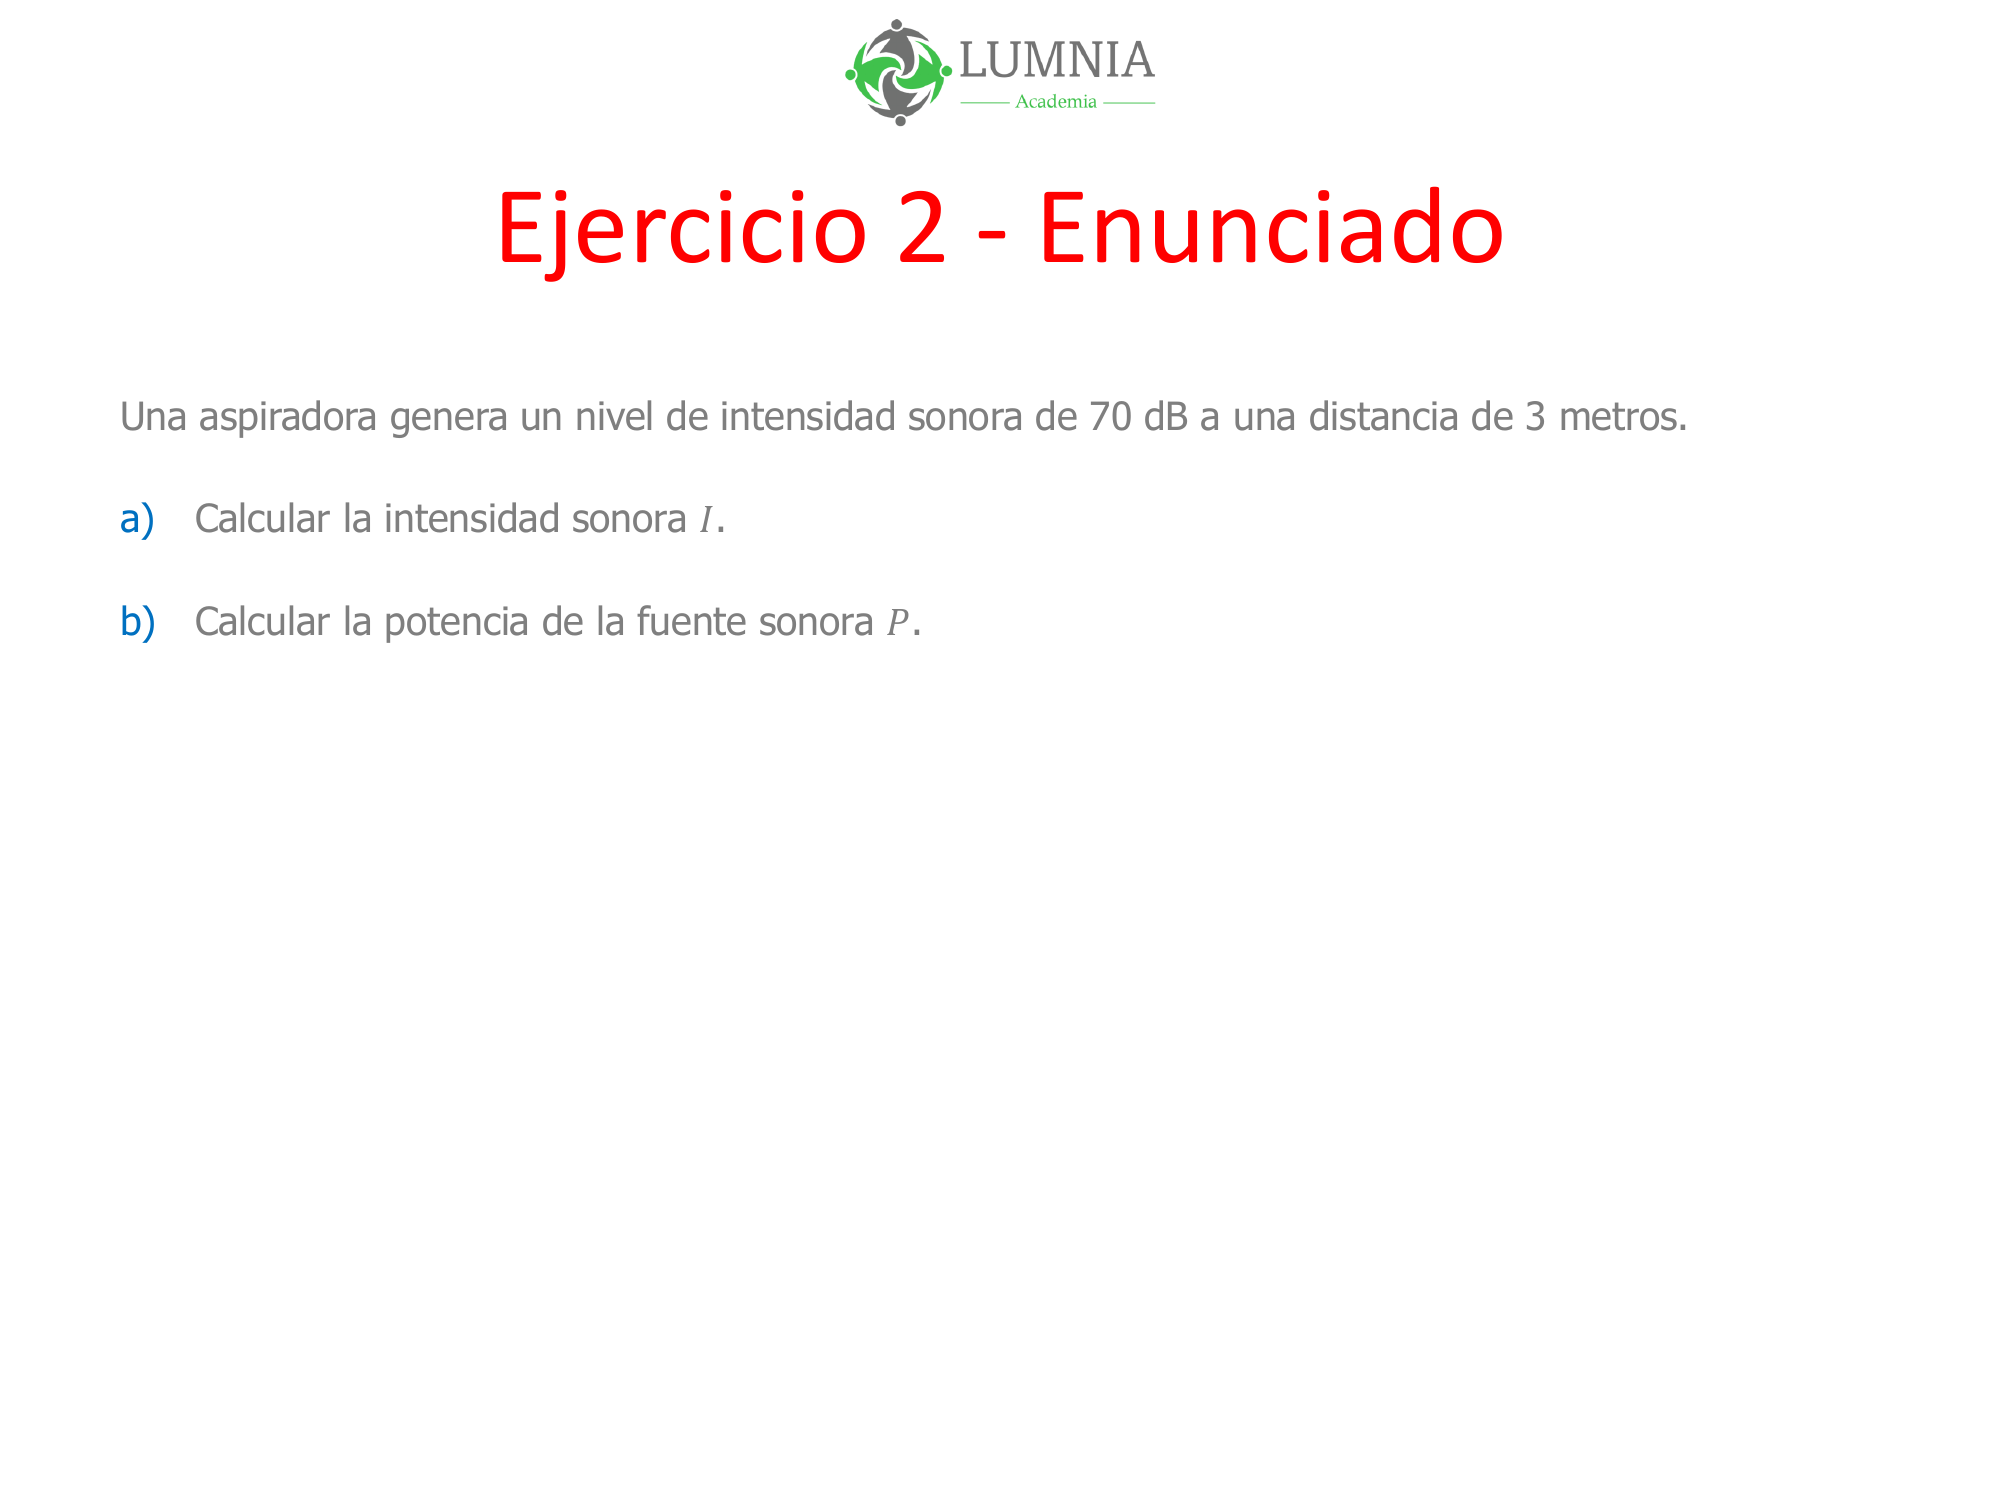 LUMNIA
Academia
Ejercicio 2 - Enunciado
Una aspiradora genera un nivel de intensidad sonora de 70 dB a una distancia de 3 metros.
a) Calcular la intensidad sonora I.
b) Calcular la potencia de la fuente sonora P.